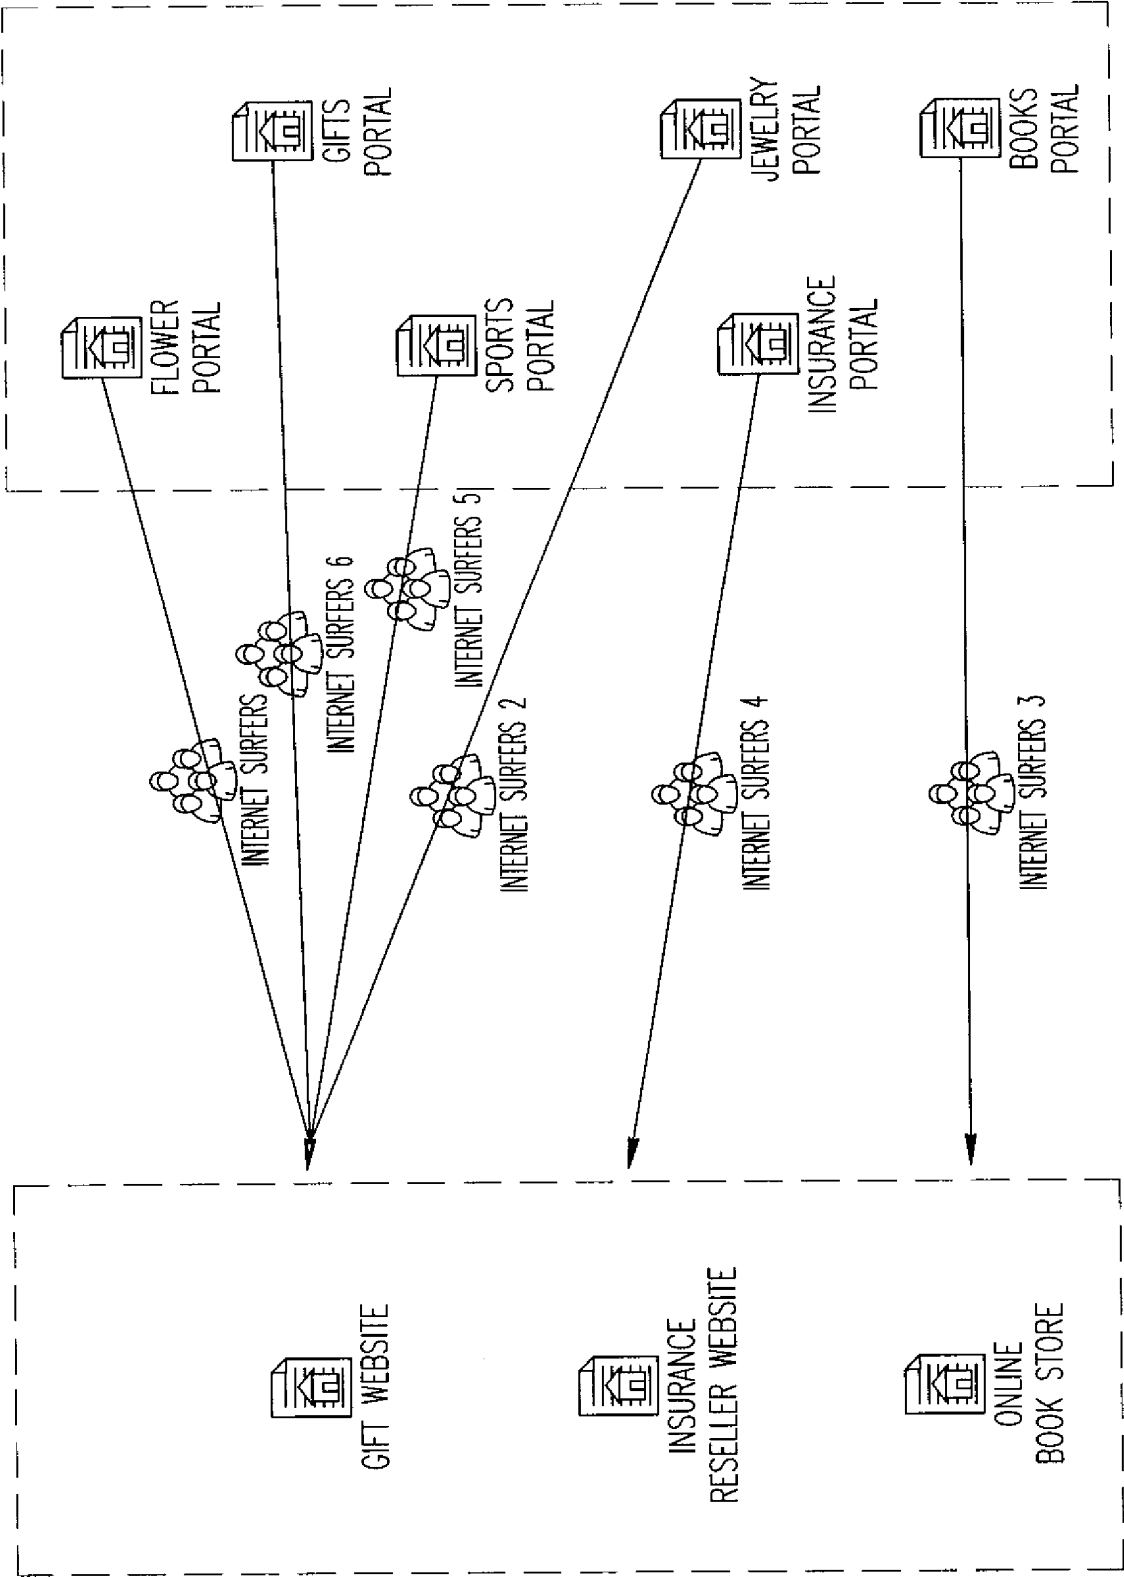 FLOWER
PORTAL
GIFTS
PORTAL
SPORTS
PORTAL
JEWELRY
PORTAL
INSURANCE
PORTAL
BOOKS
PORTAL
INTERNET SURFERS
INTERNET SURFERS 6
INTERNET SURFERS 5
INTERNET SURFERS 2
INTERNET SURFERS 4
INTERNET SURFERS 3
GIFT WEBSITE
INSURANCE
RESELLER WEBSITE
ONLINE
BOOK STORE